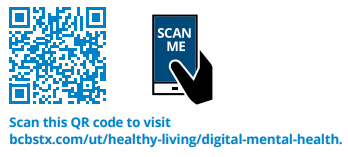 SCAN
ME
Scan this QR code to visit
bcbstx.com/ut/healthy-living/digital-mental-health.